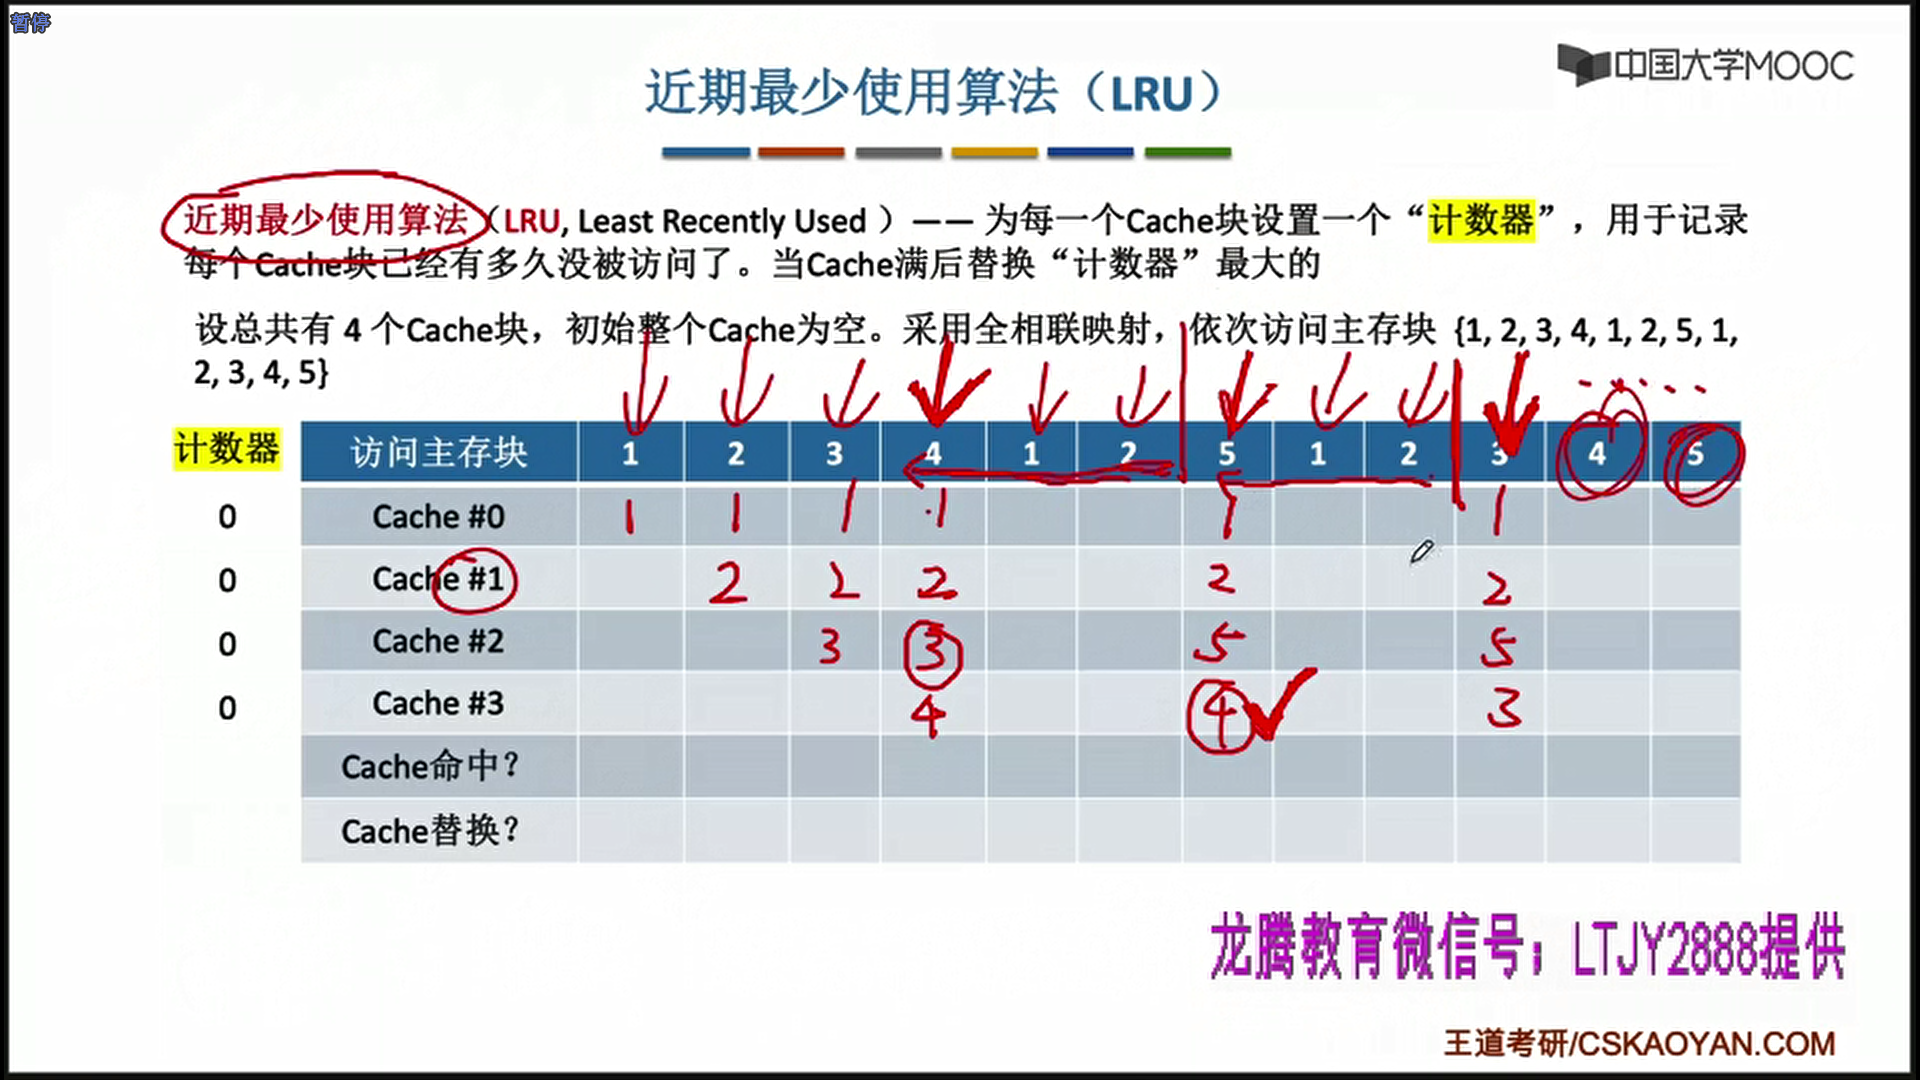 暂停
中国大学MOOC
近期最少使用算法（LRU）
近期最少使用算法（LRU, Least Recently Used ）—— 为每一个Cache块设置一个“计数器”，用于记录
每个Cache块已经有多久没被访问了。当Cache满后替换“计数器”最大的
设总共有 4 个Cache块，初始整个Cache为空。采用全相联映射，依次访问主存块 {1, 2, 3, 4, 1, 2, 5, 1,
2, 3, 4, 5}
计数器 访问主存块 1 2 3 4 1 2 5 1 2 3 4 5
0 Cache #0 1 1 1 1 1 1
0 Cache #1 2 2 2 2 2
0 Cache #2 3 3 5 5
0 Cache #3 4 4 3
Cache命中?
Cache替换?
龙腾教育微信号；LTJY2888提供
王道考研/CSKAOYAN.COM